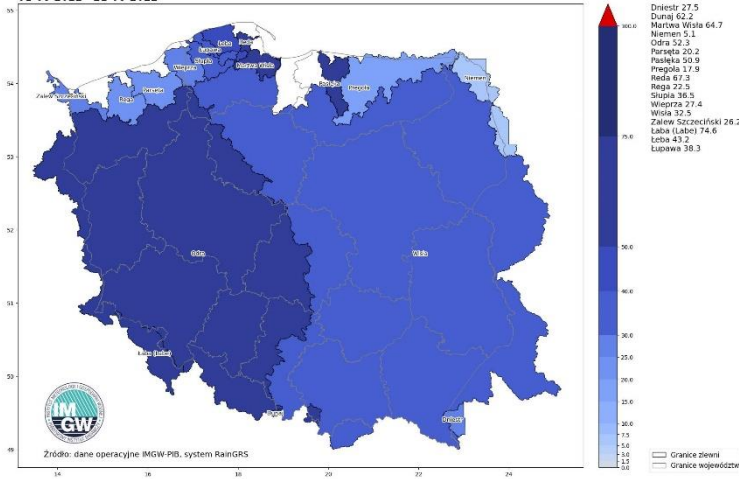 Dniestr 27.5
Dunaj 62.2
Martwa Wisła 64.7
Niemen 5.1
Odra 52.3
Parsęta 20.2
Pasłęka 50.9
Pregoła 17.9
Reda 67.3
Rega 22.5
Słupia 36.5
Wieprza 27.4
Wisła 32.5
Zalew Szczeciński 26.2
Łaba (Labe) 74.6
Łeba 43.2
Łupawa 38.3
55
54
53
52
51
50
49
Łeba
Reda
Łupawa
Słupia
Wieprza
Martwa Wisła
Zalew Szczeciński
Rega
Parsęta
Pregoła
Niemen
Odra
Wisła
Łaba (Labe)
Dniestr
IM
GW
Źródło: dane operacyjne IMGW-PIB, system RainGRS
14
16
18
20
22
24
100.0
75.0
50.0
40.0
30.0
25.0
20.0
15.0
10.0
7.5
5.0
3.0
1.5
0.0
Granice zlewni
Granice województw